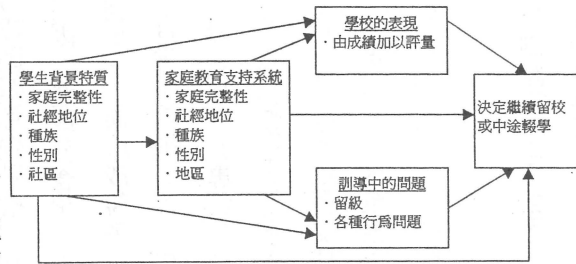 學校的表現
·由成績加以評量
學生背景特質
·家庭完整性
·社經地位
·種族
·性別
·社區
家庭教育支持系統
·家庭完整性
·社經地位
·種族
·性別
·地區
決定繼續留校
或中途輟學
訓導中的問題
·留級
·各種行爲問題